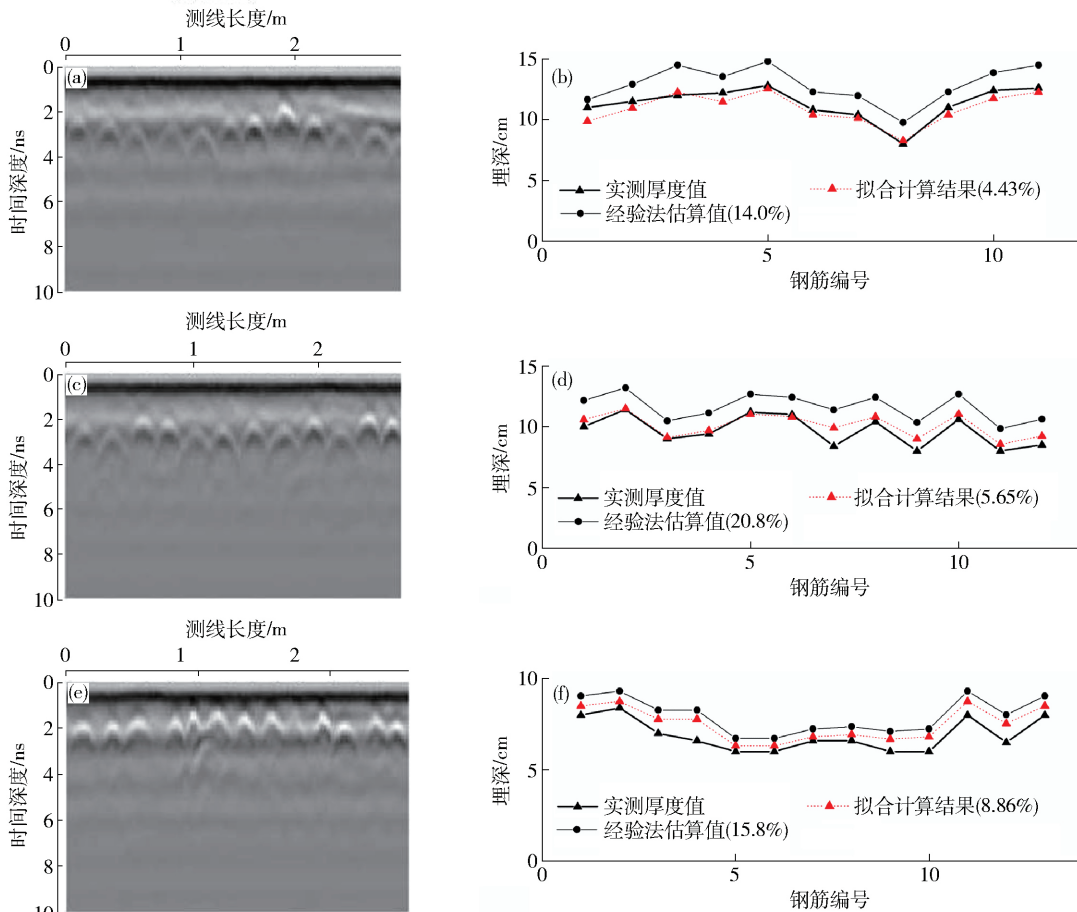 测线长度/m
0 1 2
0
2
4
6
8
10
时间深度/ns
(a)
15
10
5
0
埋深/cm
(b)
实测厚度值
拟合计算结果(4.43%)
经验法估算值(14.0%)
5 10
钢筋编号
测线长度/m
0 1 2
0
2
4
6
8
10
时间深度/ns
(c)
15
10
5
0
埋深/cm
(d)
实测厚度值
拟合计算结果(5.65%)
经验法估算值(20.8%)
5 10
钢筋编号
测线长度/m
0 1 2
0
2
4
6
8
10
时间深度/ns
(e)
10
5
0
埋深/cm
(f)
实测厚度值
拟合计算结果(8.86%)
经验法估算值(15.8%)
5 10
钢筋编号